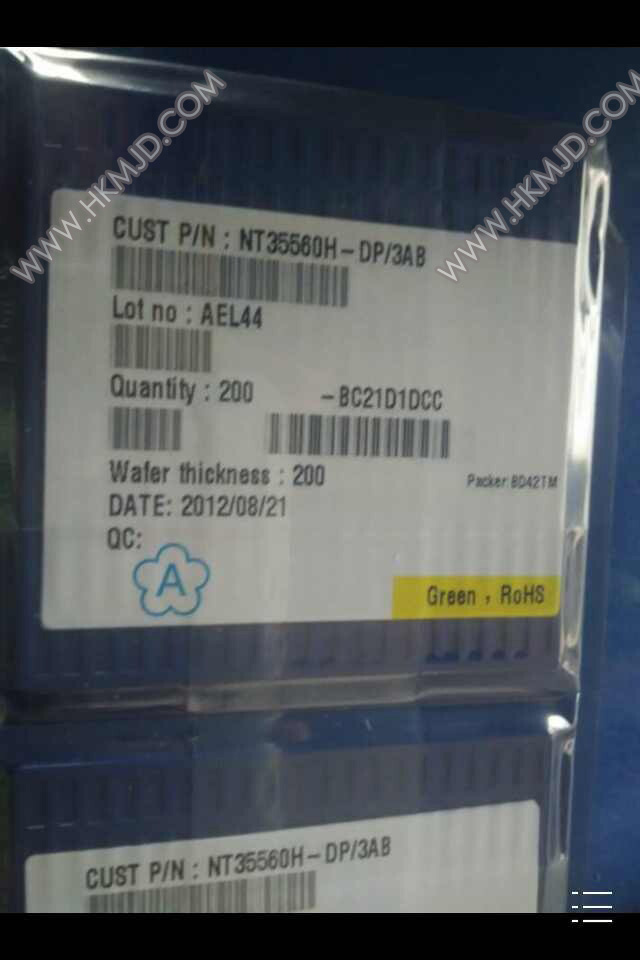 WWW.HKMJD.COM
WWW.HKMJD.COM
CUST P/N : NT35560H-DP/3AB
Lot no : AEL44
Quantity : 200 -BC21D1DCC
Wafer thickness : 200
Packer:BD42TM
DATE: 2012/08/21
QC:
A
Green , RoHS
CUST P/N : NT35560H-DP/3AB